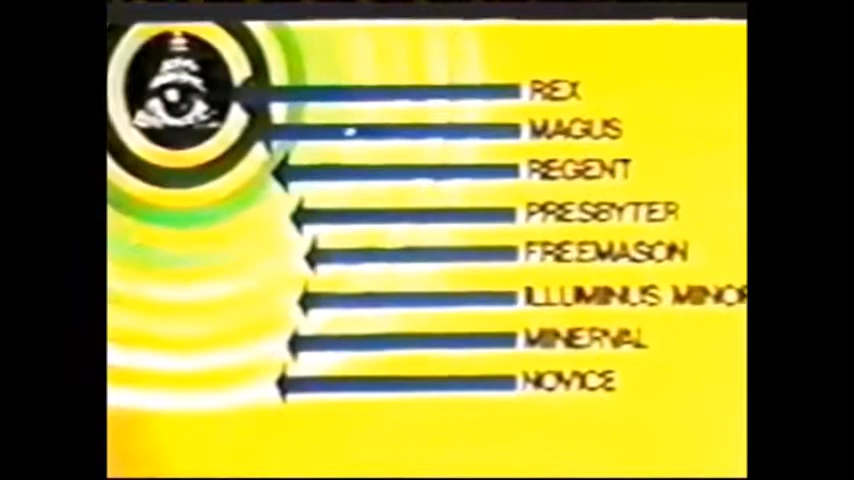 REX
MAGUS
REGENT
PRESBYTER
FREEMASON
ILLUMINUS MINOR
MINERVAL
NOVICE